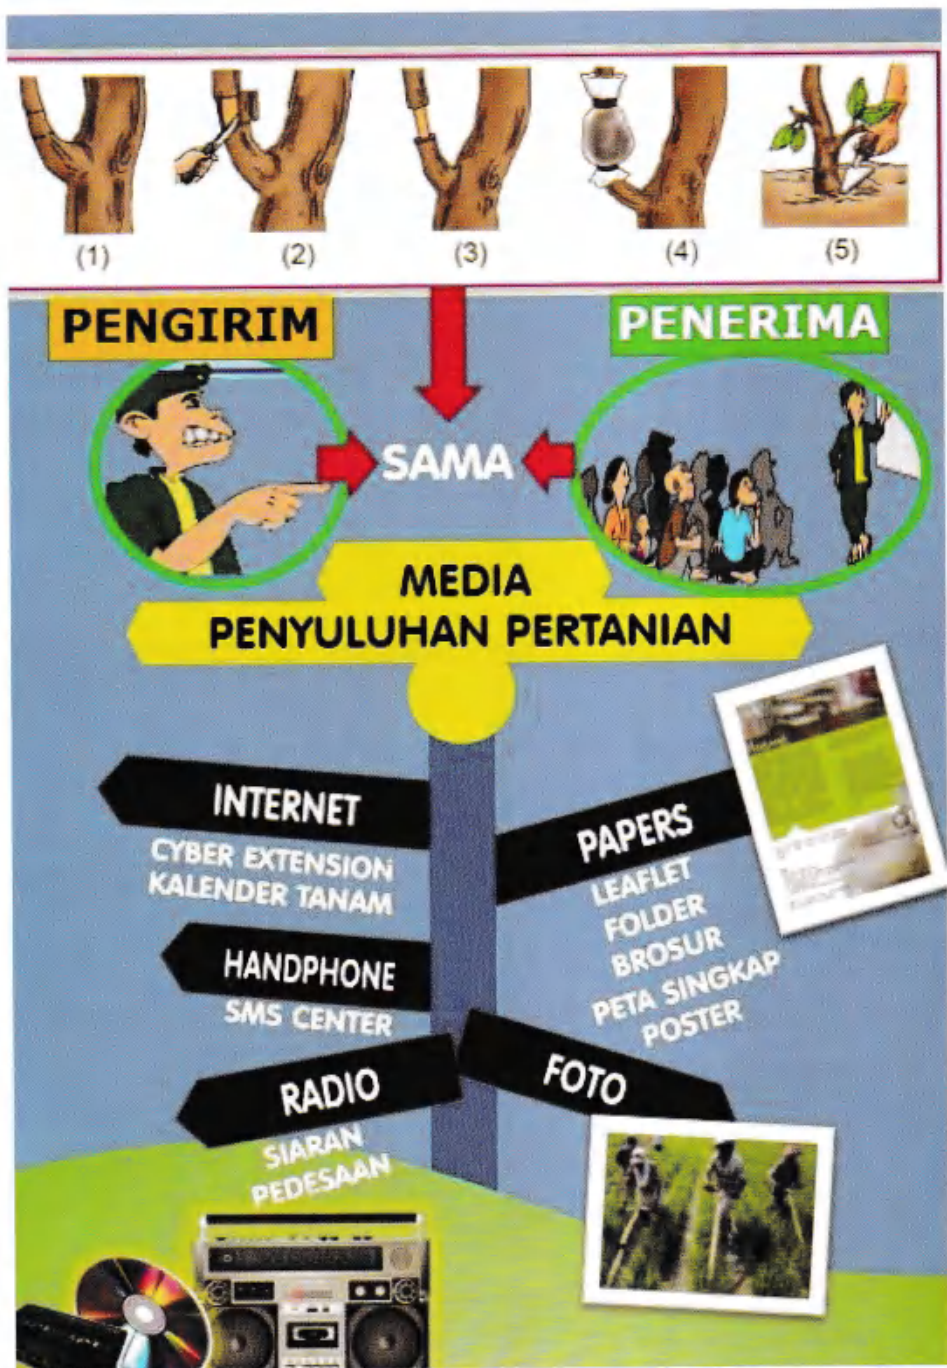 (1) (2) (3) (4) (5)
PENGIRIM
PENERIMA
SAMA
MEDIA
PENYULUHAN PERTANIAN
INTERNET
CYBER EXTENSION
KALENDER TANAM
HANDPHONE
SMS CENTER
RADIO
SIARAN
PEDESAAN
PAPERS
LEAFLET
FOLDER
BROSUR
PETA SINGKAP
POSTER
FOTO